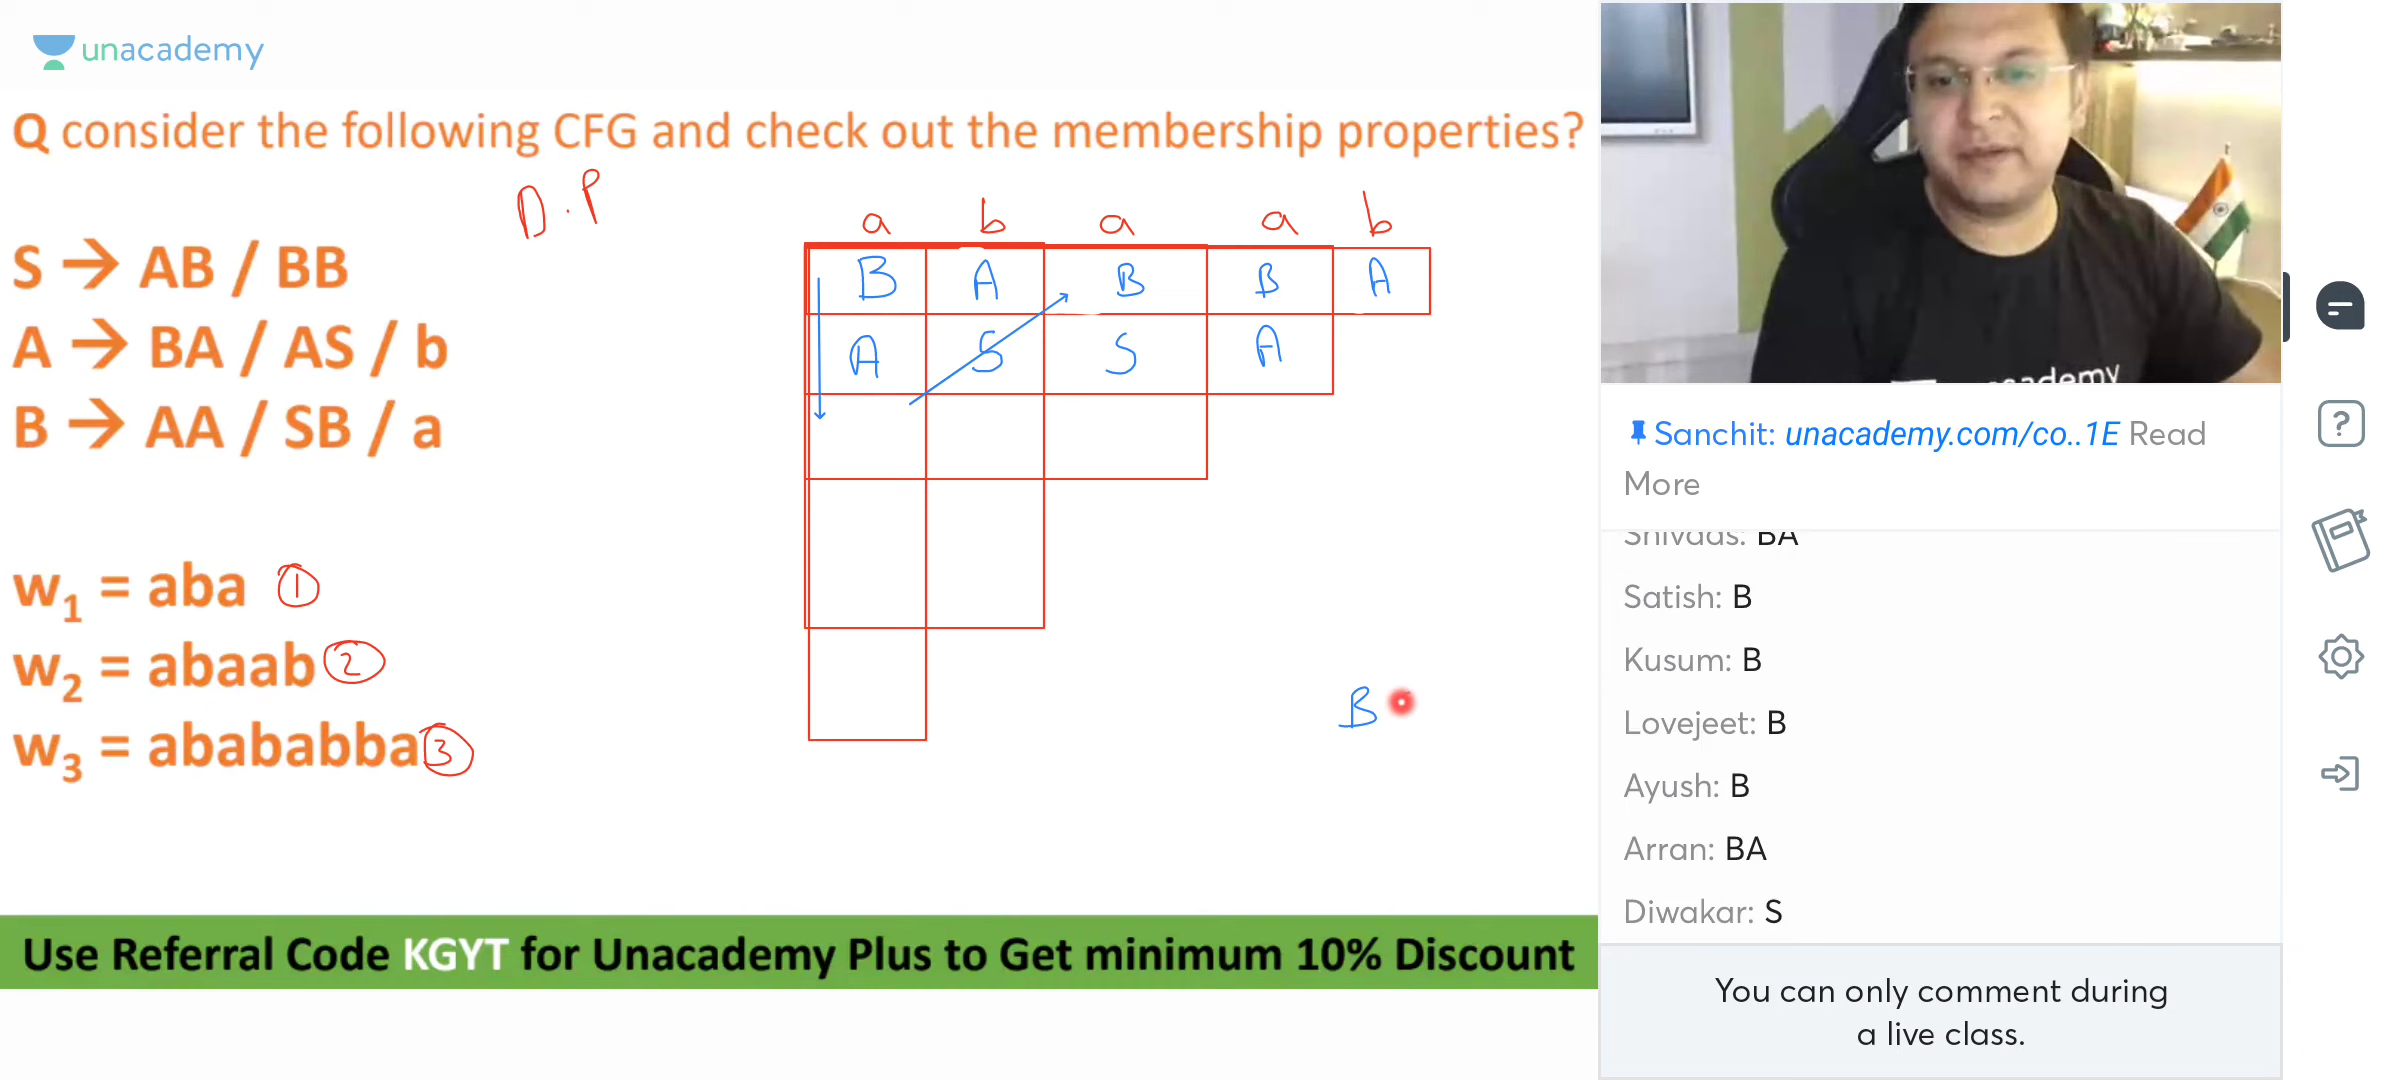 unacademy
Q consider the following CFG and check out the membership properties?
D.P
S → AB / BB
A → BA / AS / b
B → AA / SB / a
w1 = aba 1
w2 = abaab 2
w3 = abababba 3
a b a a b
B A B B A
A S S A
B
Use Referral Code KGYT for Unacademy Plus to Get minimum 10% Discount
Sanchit: unacademy.com/co..1E Read
More
Shivdas: BA
Satish: B
Kusum: B
Lovejeet: B
Ayush: B
Arran: BA
Diwakar: S
You can only comment during
a live class.
?